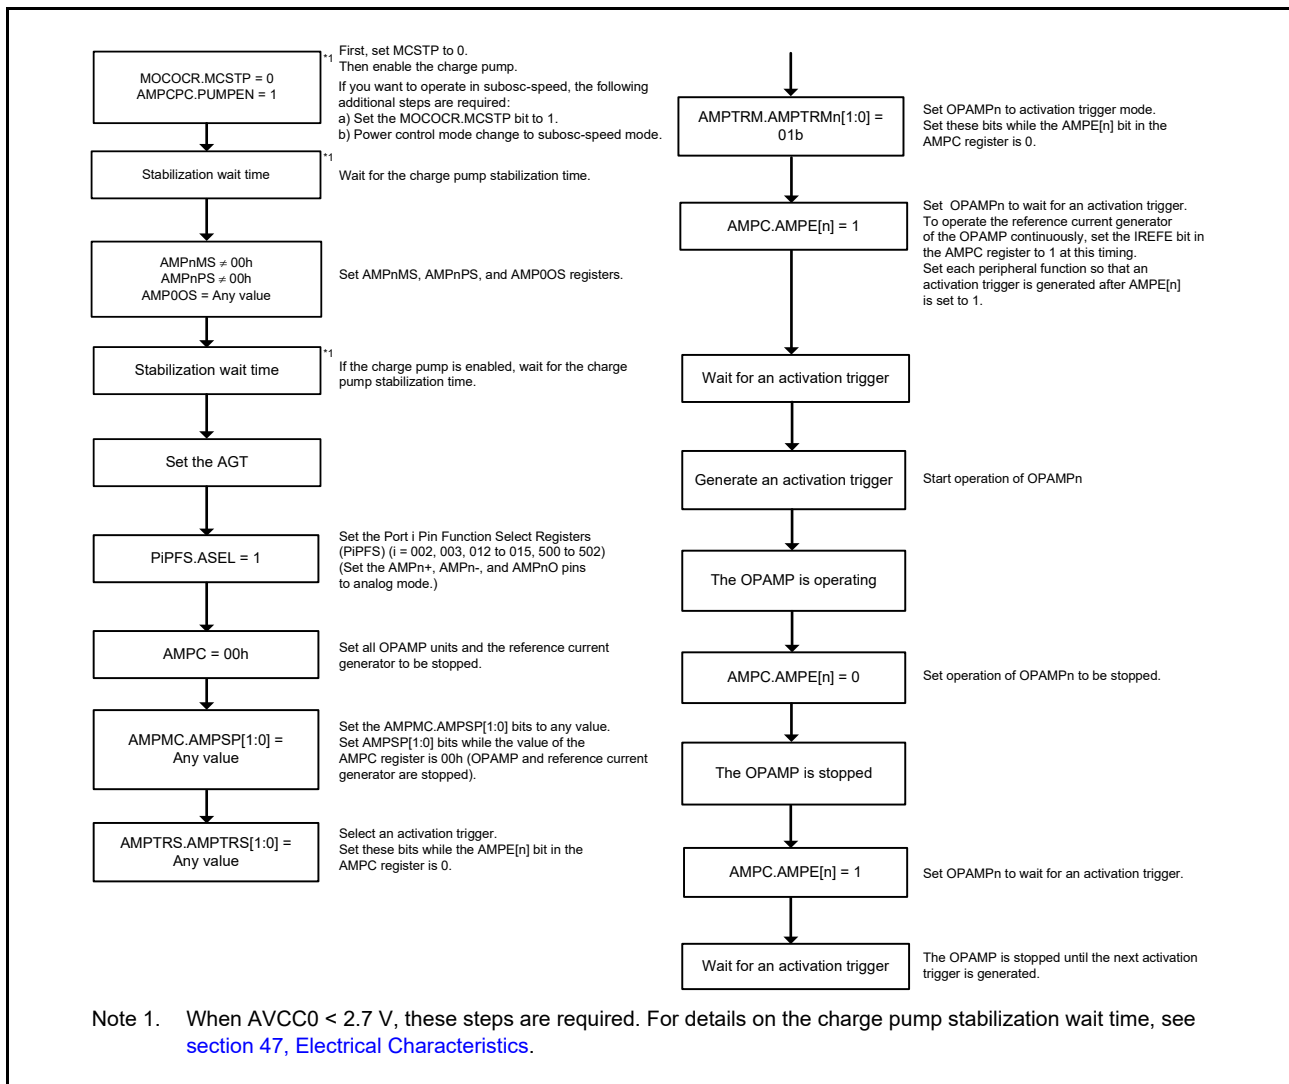 MOCOCR.MCSTP = 0
AMPCPC.PUMPEN = 1
*1
First, set MCSTP to 0.
Then enable the charge pump.
If you want to operate in subosc-speed, the following
additional steps are required:
a) Set the MOCOCR.MCSTP bit to 1.
b) Power control mode change to subosc-speed mode.
Stabilization wait time
*1
Wait for the charge pump stabilization time.
AMPnMS ≠ 00h
AMPnPS ≠ 00h
AMP0OS = Any value
Set AMPnMS, AMPnPS, and AMP0OS registers.
Stabilization wait time
*1
If the charge pump is enabled, wait for the charge
pump stabilization time.
Set the AGT
PiPFS.ASEL = 1
Set the Port i Pin Function Select Registers
(PiPFS) (i = 002, 003, 012 to 015, 500 to 502)
(Set the AMPn+, AMPn-, and AMPnO pins
to analog mode.)
AMPC = 00h
Set all OPAMP units and the reference current
generator to be stopped.
AMPMC.AMPSP[1:0] =
Any value
Set the AMPMC.AMPSP[1:0] bits to any value.
Set AMPSP[1:0] bits while the value of the
AMPC register is 00h (OPAMP and reference current
generator are stopped).
AMPTRS.AMPTRS[1:0] =
Any value
Select an activation trigger.
Set these bits while the AMPE[n] bit in the
AMPC register is 0.
AMPTRM.AMPTRMn[1:0] =
01b
Set OPAMPn to activation trigger mode.
Set these bits while the AMPE[n] bit in the
AMPC register is 0.
AMPC.AMPE[n] = 1
Set OPAMPn to wait for an activation trigger.
To operate the reference current generator
of the OPAMP continuously, set the IREFE bit in
the AMPC register to 1 at this timing.
Set each peripheral function so that an
activation trigger is generated after AMPE[n]
is set to 1.
Wait for an activation trigger
Generate an activation trigger
Start operation of OPAMPn
The OPAMP is operating
AMPC.AMPE[n] = 0
Set operation of OPAMPn to be stopped.
The OPAMP is stopped
AMPC.AMPE[n] = 1
Set OPAMPn to wait for an activation trigger.
Wait for an activation trigger
The OPAMP is stopped until the next activation
trigger is generated.
Note 1. When AVCC0 < 2.7 V, these steps are required. For details on the charge pump stabilization wait time, see
section 47, Electrical Characteristics.